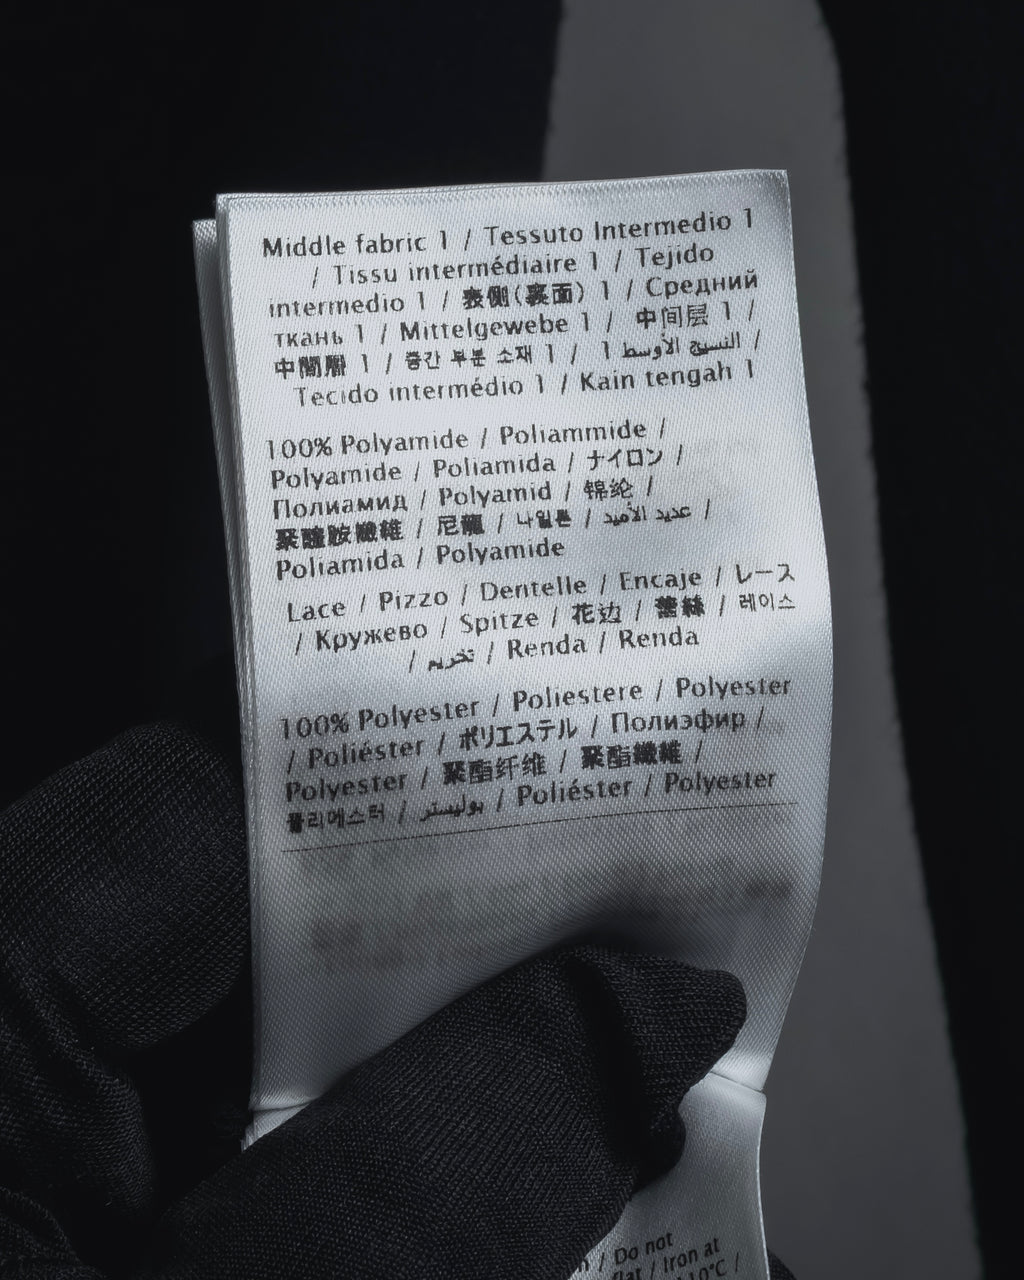 Middle fabric 1 / Tessuto Intermedio 1
/ Tissu intermédiaire 1 / Tejido
intermedio 1 / 表側(裏面) 1 / Средний
ткань 1 / Mittelgewebe 1 / 中间层 1 /
中間層 1 / 중간 부분 소재 1 / النسيج الأوسط 1 /
Tecido intermédio 1 / Kain tengah 1
100% Polyamide / Poliammide /
Polyamide / Poliamida / ナイロン /
Полиамид / Polyamid / 锦纶 /
聚醯胺纖維 / 尼龍 / 나일론 / عديد الأميد /
Poliamida / Polyamide
Lace / Pizzo / Dentelle / Encaje / レース
/ Кружево / Spitze / 花边 / 蕾絲 / 레이스
/ تخريم / Renda / Renda
100% Polyester / Poliestere / Polyester
/ Poliéster / ポリエステル / Полиэфир /
Polyester / 聚酯纤维 / 聚酯纖維 /
폴리에스터 / بوليستر / Poliéster / Polyester
/ Do not
flat / Iron at
110°C /